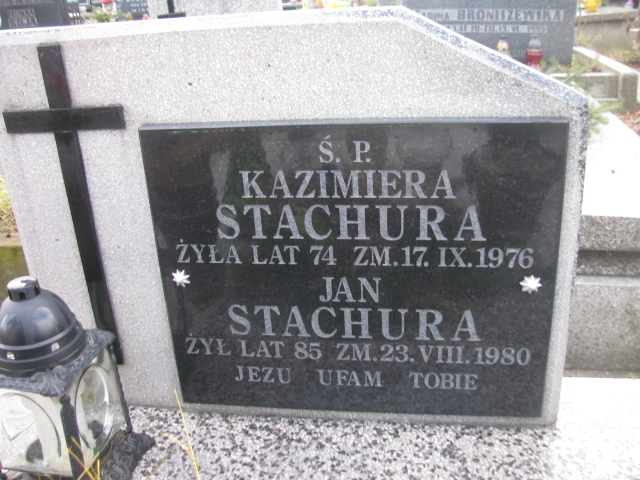 BRONISZEWSKA
Ś. P.
KAZIMIERA
STACHURA
ŻYŁA LAT 74 ZM. 17. IX. 1976
JAN
STACHURA
ŻYŁ LAT 85 ZM. 23. VIII. 1980
JEZU UFAM TOBIE